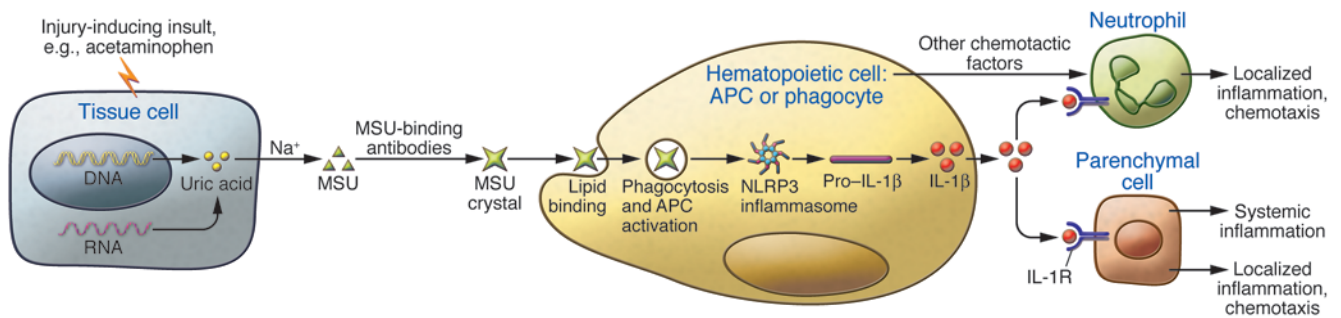 Injury-inducing insult,
e.g., acetaminophen
Tissue cell
DNA
Uric acid
RNA
Na⁺
MSU
MSU-binding
antibodies
MSU
crystal
Lipid
binding
Hematopoietic cell:
APC or phagocyte
Phagocytosis
and APC
activation
NLRP3
inflammasome
Pro–IL-1β
IL-1β
Other chemotactic
factors
Neutrophil
Localized
inflammation,
chemotaxis
Parenchymal
cell
IL-1R
Systemic
inflammation
Localized
inflammation,
chemotaxis